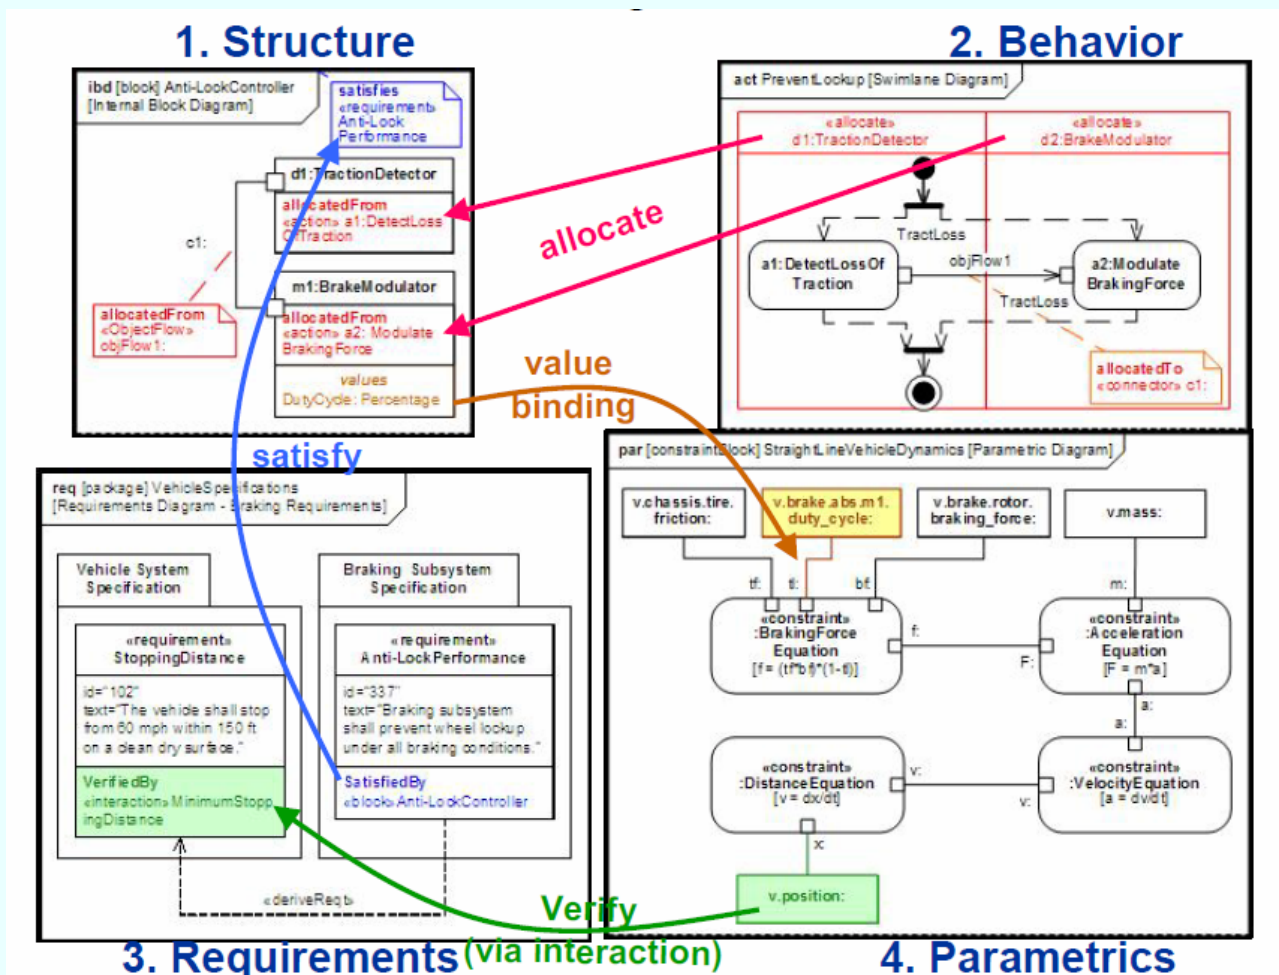 1. Structure
ibd [block] Anti-LockController
[Internal Block Diagram]
satisfies
«requirement»
Anti-Lock
Performance
d1:TractionDetector
allocatedFrom
«action» a1:DetectLoss
OfTraction
c1:
m1:BrakeModulator
allocatedFrom
«action» a2: Modulate
BrakingForce
values
DutyCycle: Percentage
allocatedFrom
«ObjectFlow»
objFlow1:
2. Behavior
act PreventLockup [Swimlane Diagram]
«allocate»
d1:TractionDetector
«allocate»
d2:BrakeModulator
TractLoss
a1:DetectLossOf
Traction
objFlow1
a2:Modulate
BrakingForce
TractLoss
allocatedTo
«connector» c1:
allocate
value
binding
satisfy
req [package] VehicleSpecifications
[Requirements Diagram - Braking Requirements]
Vehicle System
Specification
«requirement»
StoppingDistance
id="102"
text="The vehicle shall stop
from 60 mph within 150 ft
on a clean dry surface."
VerifiedBy
«interaction» MinimumStopp
ingDistance
Braking Subsystem
Specification
«requirement»
Anti-LockPerformance
id="337"
text="Braking subsystem
shall prevent wheel lockup
under all braking conditions."
SatisfiedBy
«block» Anti-LockController
«deriveReqt»
3. Requirements
Verify
(via interaction)
par [constraintBlock] StraightLineVehicleDynamics [Parametric Diagram]
v.chassis.tire.
friction:
v.brake.abs.m1.
duty_cycle:
v.brake.rotor.
braking_force:
v.mass:
tf:
tl:
bf:
m:
«constraint»
:BrakingForce
Equation
[f = (tf*bf)*(1-tl)]
f:
F:
«constraint»
:Acceleration
Equation
[F = m*a]
a:
a:
«constraint»
:DistanceEquation
[v = dx/dt]
v:
v:
«constraint»
:VelocityEquation
[a = dv/dt]
x:
v.position:
4. Parametrics